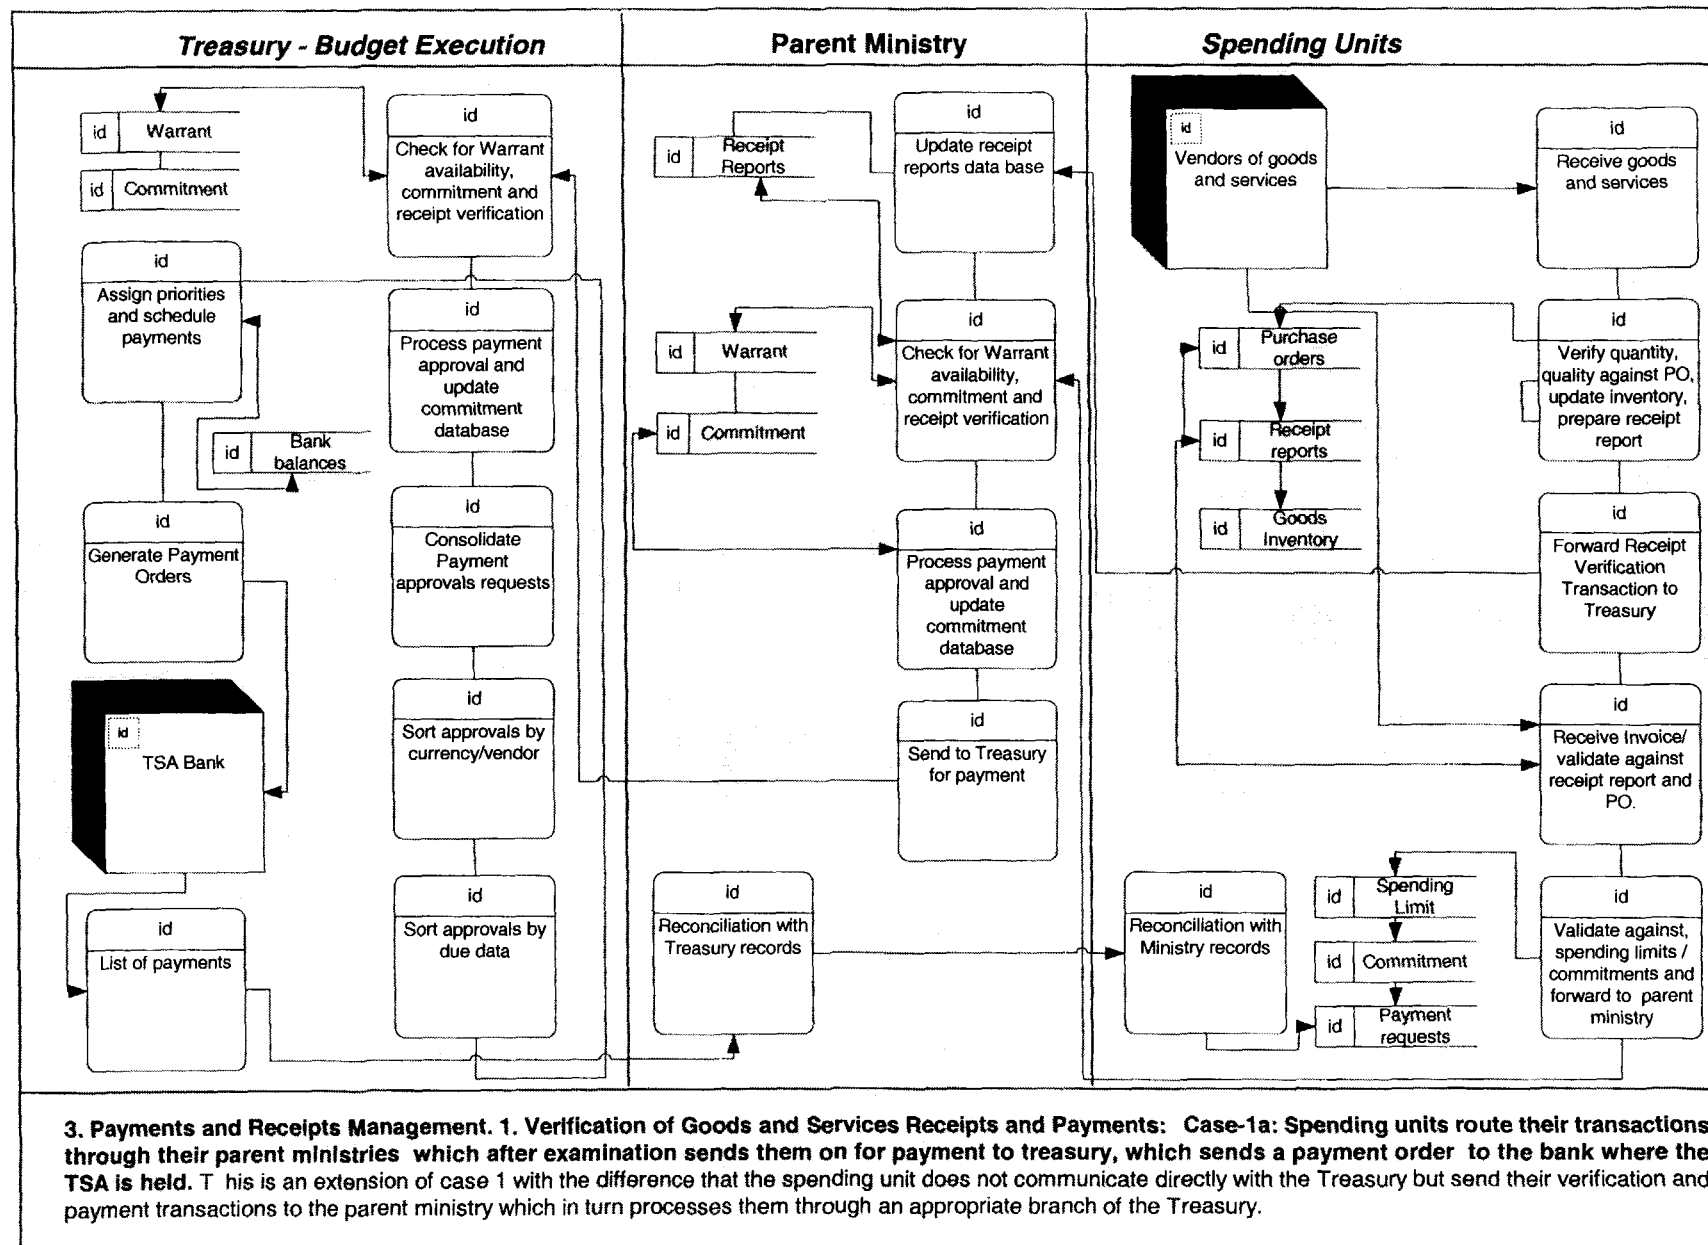 Treasury - Budget Execution
Parent Ministry
Spending Units
id
Warrant
id
Commitment
id
Check for Warrant
availability,
commitment and
receipt verification
id
Assign priorities
and schedule
payments
id
Process payment
approval and
update
commitment
database
id
Bank
balances
id
Generate Payment
Orders
id
Consolidate
Payment
approvals requests
id
TSA Bank
id
Sort approvals by
currency/vendor
id
List of payments
id
Sort approvals by
due data
id
Receipt
Reports
id
Update receipt
reports data base
id
Warrant
id
Commitment
id
Check for Warrant
availability,
commitment and
receipt verification
id
Process payment
approval and
update
commitment
database
id
Send to Treasury
for payment
id
Reconciliation with
Treasury records
id
Vendors of goods
and services
id
Receive goods
and services
id
Purchase
orders
id
Receipt
reports
id
Goods
Inventory
id
Verify quantity,
quality against PO,
update inventory,
prepare receipt
report
id
Forward Receipt
Verification
Transaction to
Treasury
id
Receive Invoice/
validate against
receipt report and
PO.
id
Reconciliation with
Ministry records
id
Spending
Limit
id
Commitment
id
Payment
requests
id
Validate against,
spending limits /
commitments and
forward to parent
ministry
3. Payments and Receipts Management. 1. Verification of Goods and Services Receipts and Payments: Case-1a: Spending units route their transactions
through their parent ministries which after examination sends them on for payment to treasury, which sends a payment order to the bank where the
TSA is held. T his is an extension of case 1 with the difference that the spending unit does not communicate directly with the Treasury but send their verification and
payment transactions to the parent ministry which in turn processes them through an appropriate branch of the Treasury.